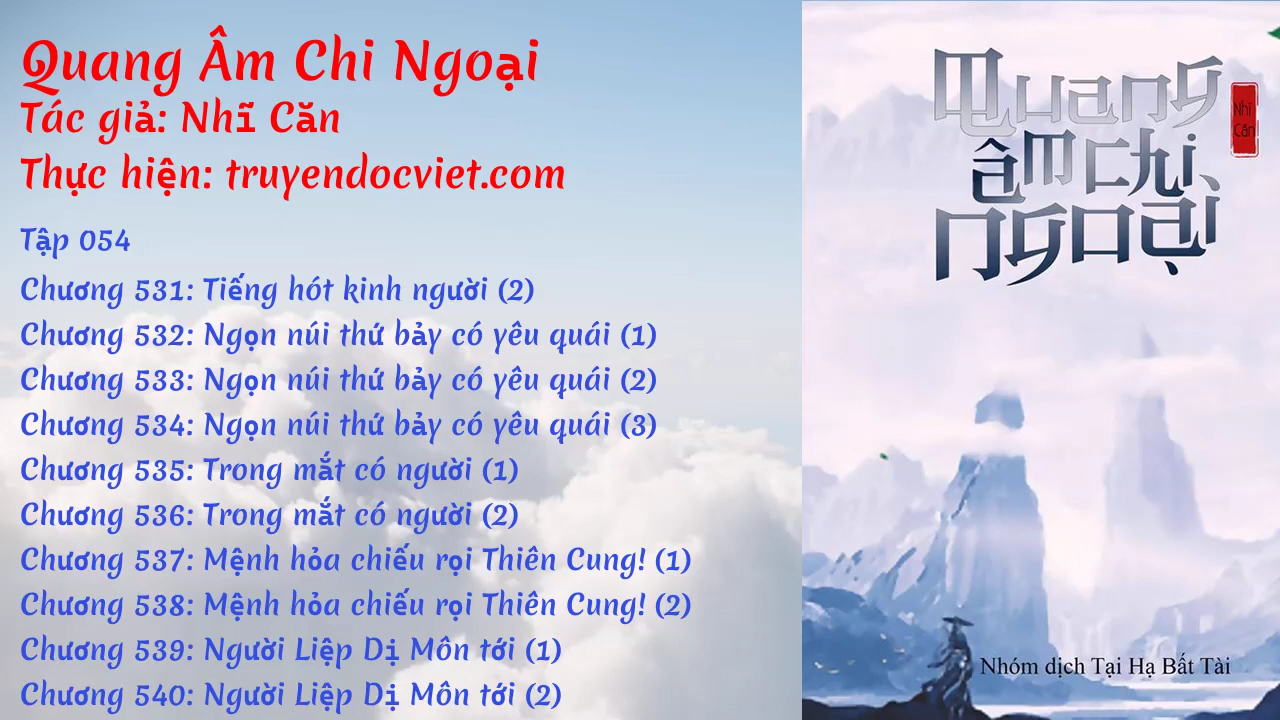 Quang Âm Chi Ngoại
Tác giả: Nhĩ Căn
Thực hiện: truyendocviet.com
Tập 054
Chương 531: Tiếng hót kinh người (2)
Chương 532: Ngọn núi thứ bảy có yêu quái (1)
Chương 533: Ngọn núi thứ bảy có yêu quái (2)
Chương 534: Ngọn núi thứ bảy có yêu quái (3)
Chương 535: Trong mắt có người (1)
Chương 536: Trong mắt có người (2)
Chương 537: Mệnh hỏa chiếu rọi Thiên Cung! (1)
Chương 538: Mệnh hỏa chiếu rọi Thiên Cung! (2)
Chương 539: Người Liệp Dị Môn tới (1)
Chương 540: Người Liệp Dị Môn tới (2)
Quang
âm chi
ngoại
Nhĩ
Căn
Nhóm dịch Tại Hạ Bất Tài